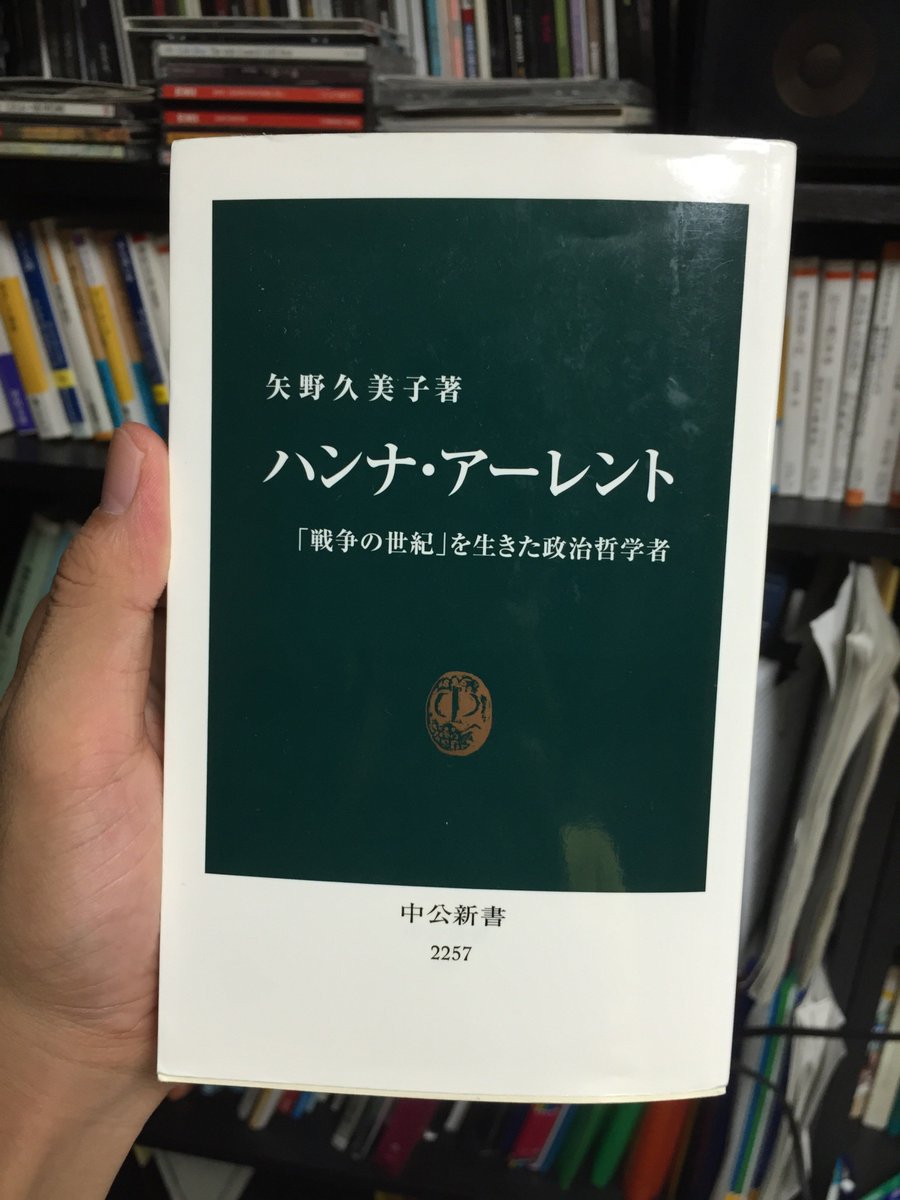 矢野久美子著
ハンナ・アーレント
「戦争の世紀」を生きた政治哲学者
中公新書
2257